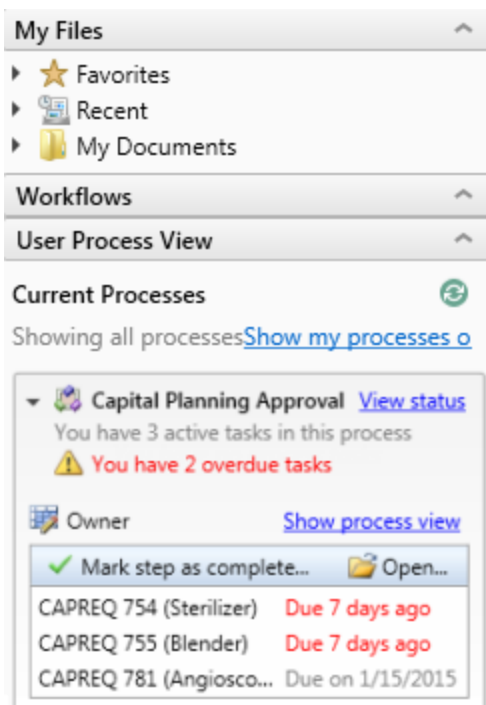 My Files
Favorites
Recent
My Documents
Workflows
User Process View
Current Processes
Showing all processesShow my processes o
Capital Planning Approval View status
You have 3 active tasks in this process
You have 2 overdue tasks
Owner Show process view
Mark step as complete... Open...
CAPREQ 754 (Sterilizer) Due 7 days ago
CAPREQ 755 (Blender) Due 7 days ago
CAPREQ 781 (Angiosco... Due on 1/15/2015